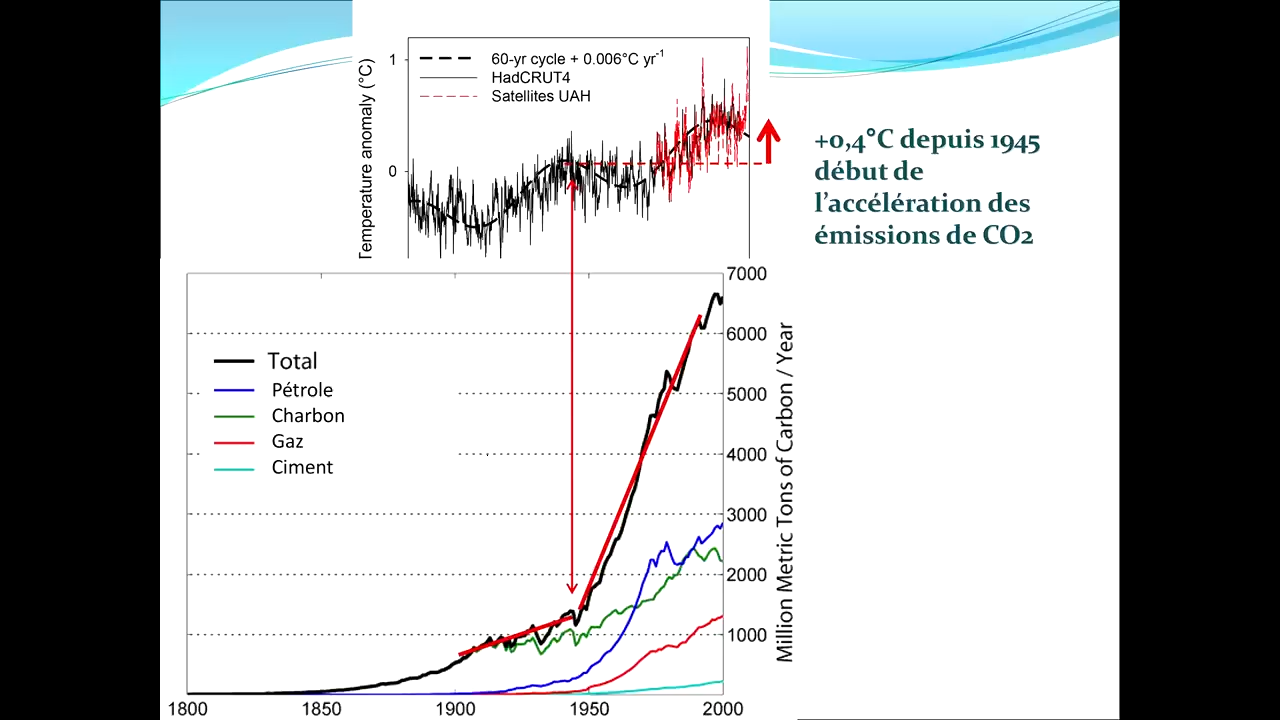 60-yr cycle + 0.006°C yr-1
HadCRUT4
Satellites UAH
Temperature anomaly (°C)
1
0
+0,4°C depuis 1945
début de
l'accélération des
émissions de CO2
Total
Pétrole
Charbon
Gaz
Ciment
7000
6000
5000
4000
3000
2000
1000
Million Metric Tons of Carbon / Year
1800
1850
1900
1950
2000